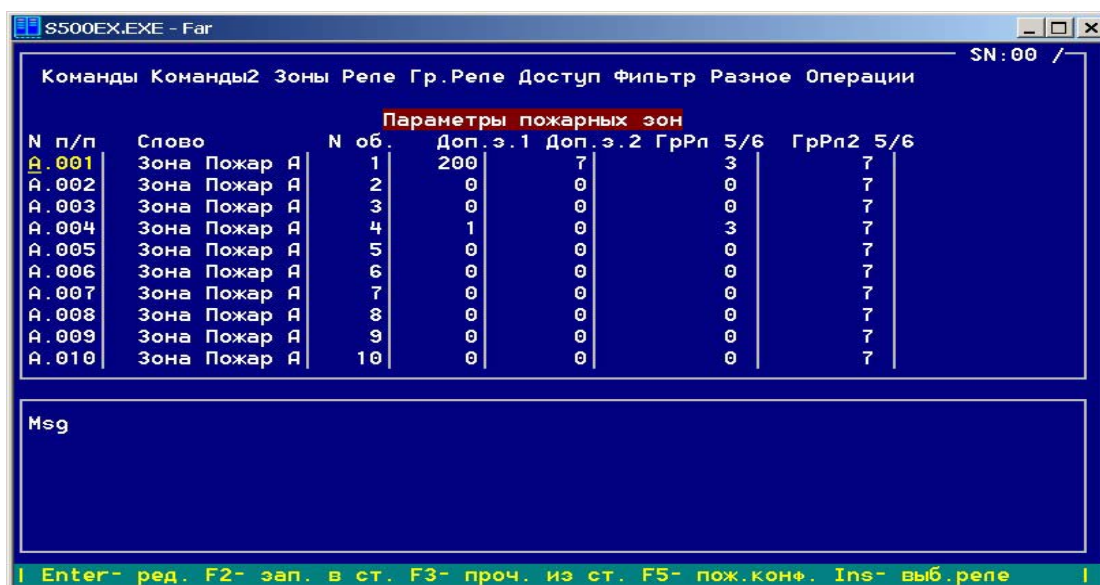 S500EX.EXE - Far
SN:00 /
Команды Команды2 Зоны Реле Гр.Реле Доступ Фильтр Разное Операции
Параметры пожарных зон
N п/п Слово N об. Доп.з.1 Доп.з.2 ГрРл 5/6 ГрРл2 5/6
А.001 Зона Пожар А 1 200 7 3 7
А.002 Зона Пожар А 2 0 0 0 7
А.003 Зона Пожар А 3 0 0 0 7
А.004 Зона Пожар А 4 1 0 3 7
А.005 Зона Пожар А 5 0 0 0 7
А.006 Зона Пожар А 6 0 0 0 7
А.007 Зона Пожар А 7 0 0 0 7
А.008 Зона Пожар А 8 0 0 0 7
А.009 Зона Пожар А 9 0 0 0 7
А.010 Зона Пожар А 10 0 0 0 7
Msg
| Enter- ред. F2- зап. в ст. F3- проч. из ст. F5- пож.конф. Ins- выб.реле |